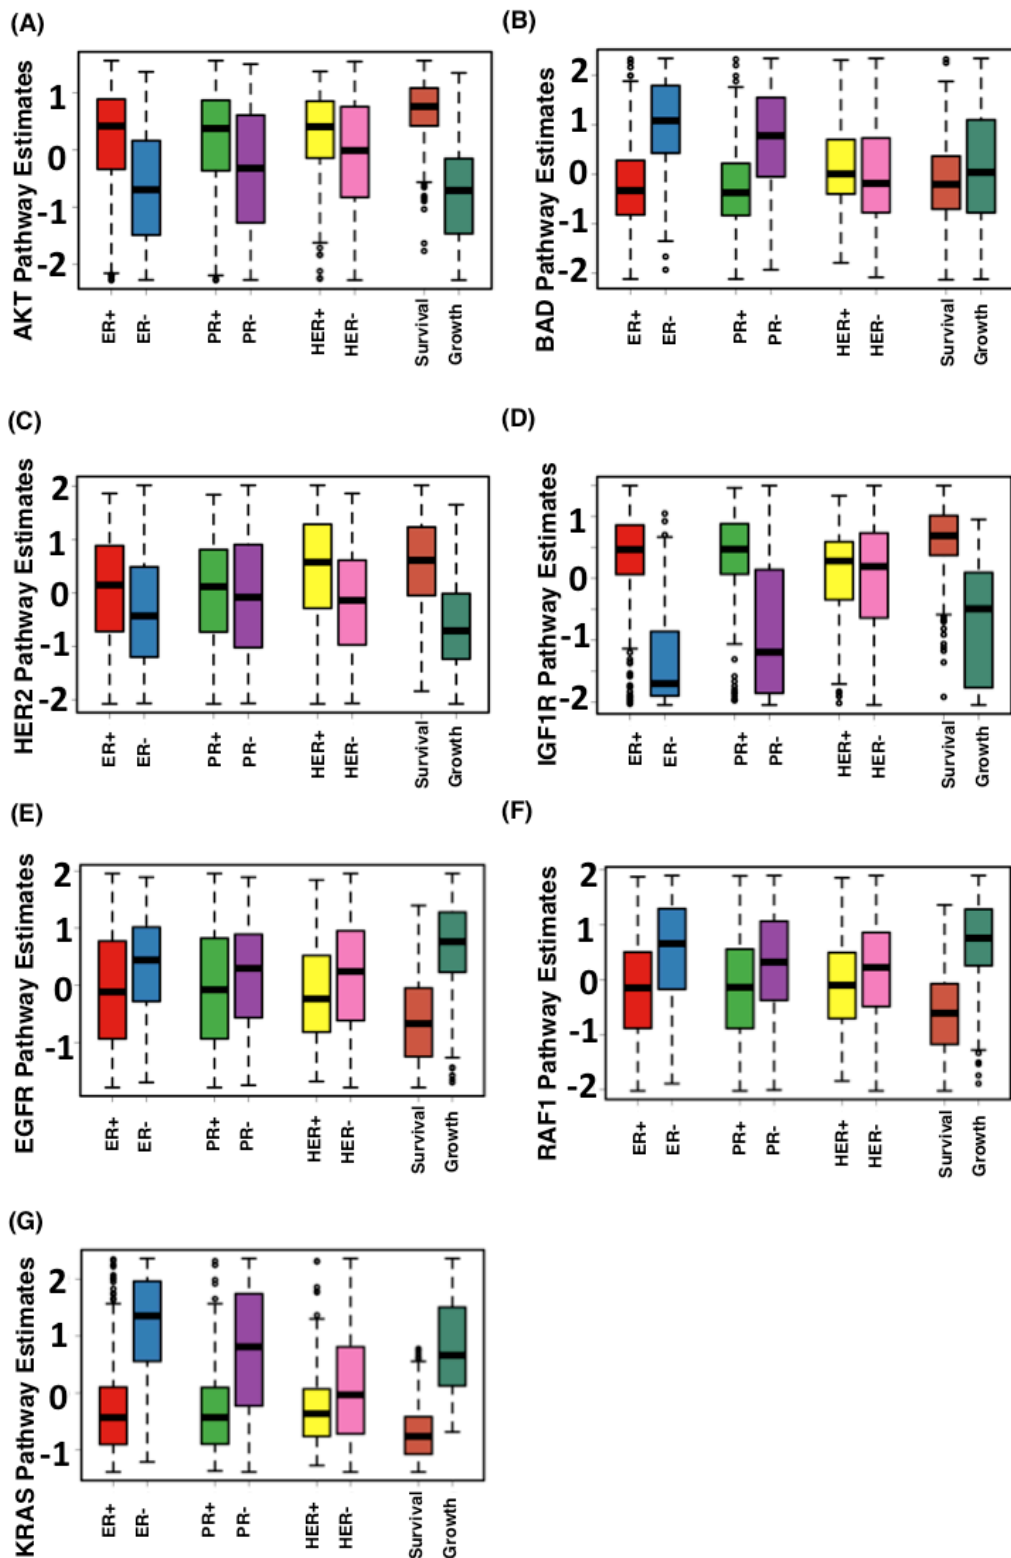 (A)
AKT Pathway Estimates
1
0
-1
-2
ER+
ER-
PR+
PR-
HER+
HER-
Survival
Growth
(B)
BAD Pathway Estimates
2
1
0
-1
-2
ER+
ER-
PR+
PR-
HER+
HER-
Survival
Growth
(C)
HER2 Pathway Estimates
2
1
0
-1
-2
ER+
ER-
PR+
PR-
HER+
HER-
Survival
Growth
(D)
IGF1R Pathway Estimates
1
0
-1
-2
ER+
ER-
PR+
PR-
HER+
HER-
Survival
Growth
(E)
EGFR Pathway Estimates
2
1
0
-1
ER+
ER-
PR+
PR-
HER+
HER-
Survival
Growth
(F)
RAF1 Pathway Estimates
2
1
0
-1
-2
ER+
ER-
PR+
PR-
HER+
HER-
Survival
Growth
(G)
KRAS Pathway Estimates
2
1
0
-1
ER+
ER-
PR+
PR-
HER+
HER-
Survival
Growth